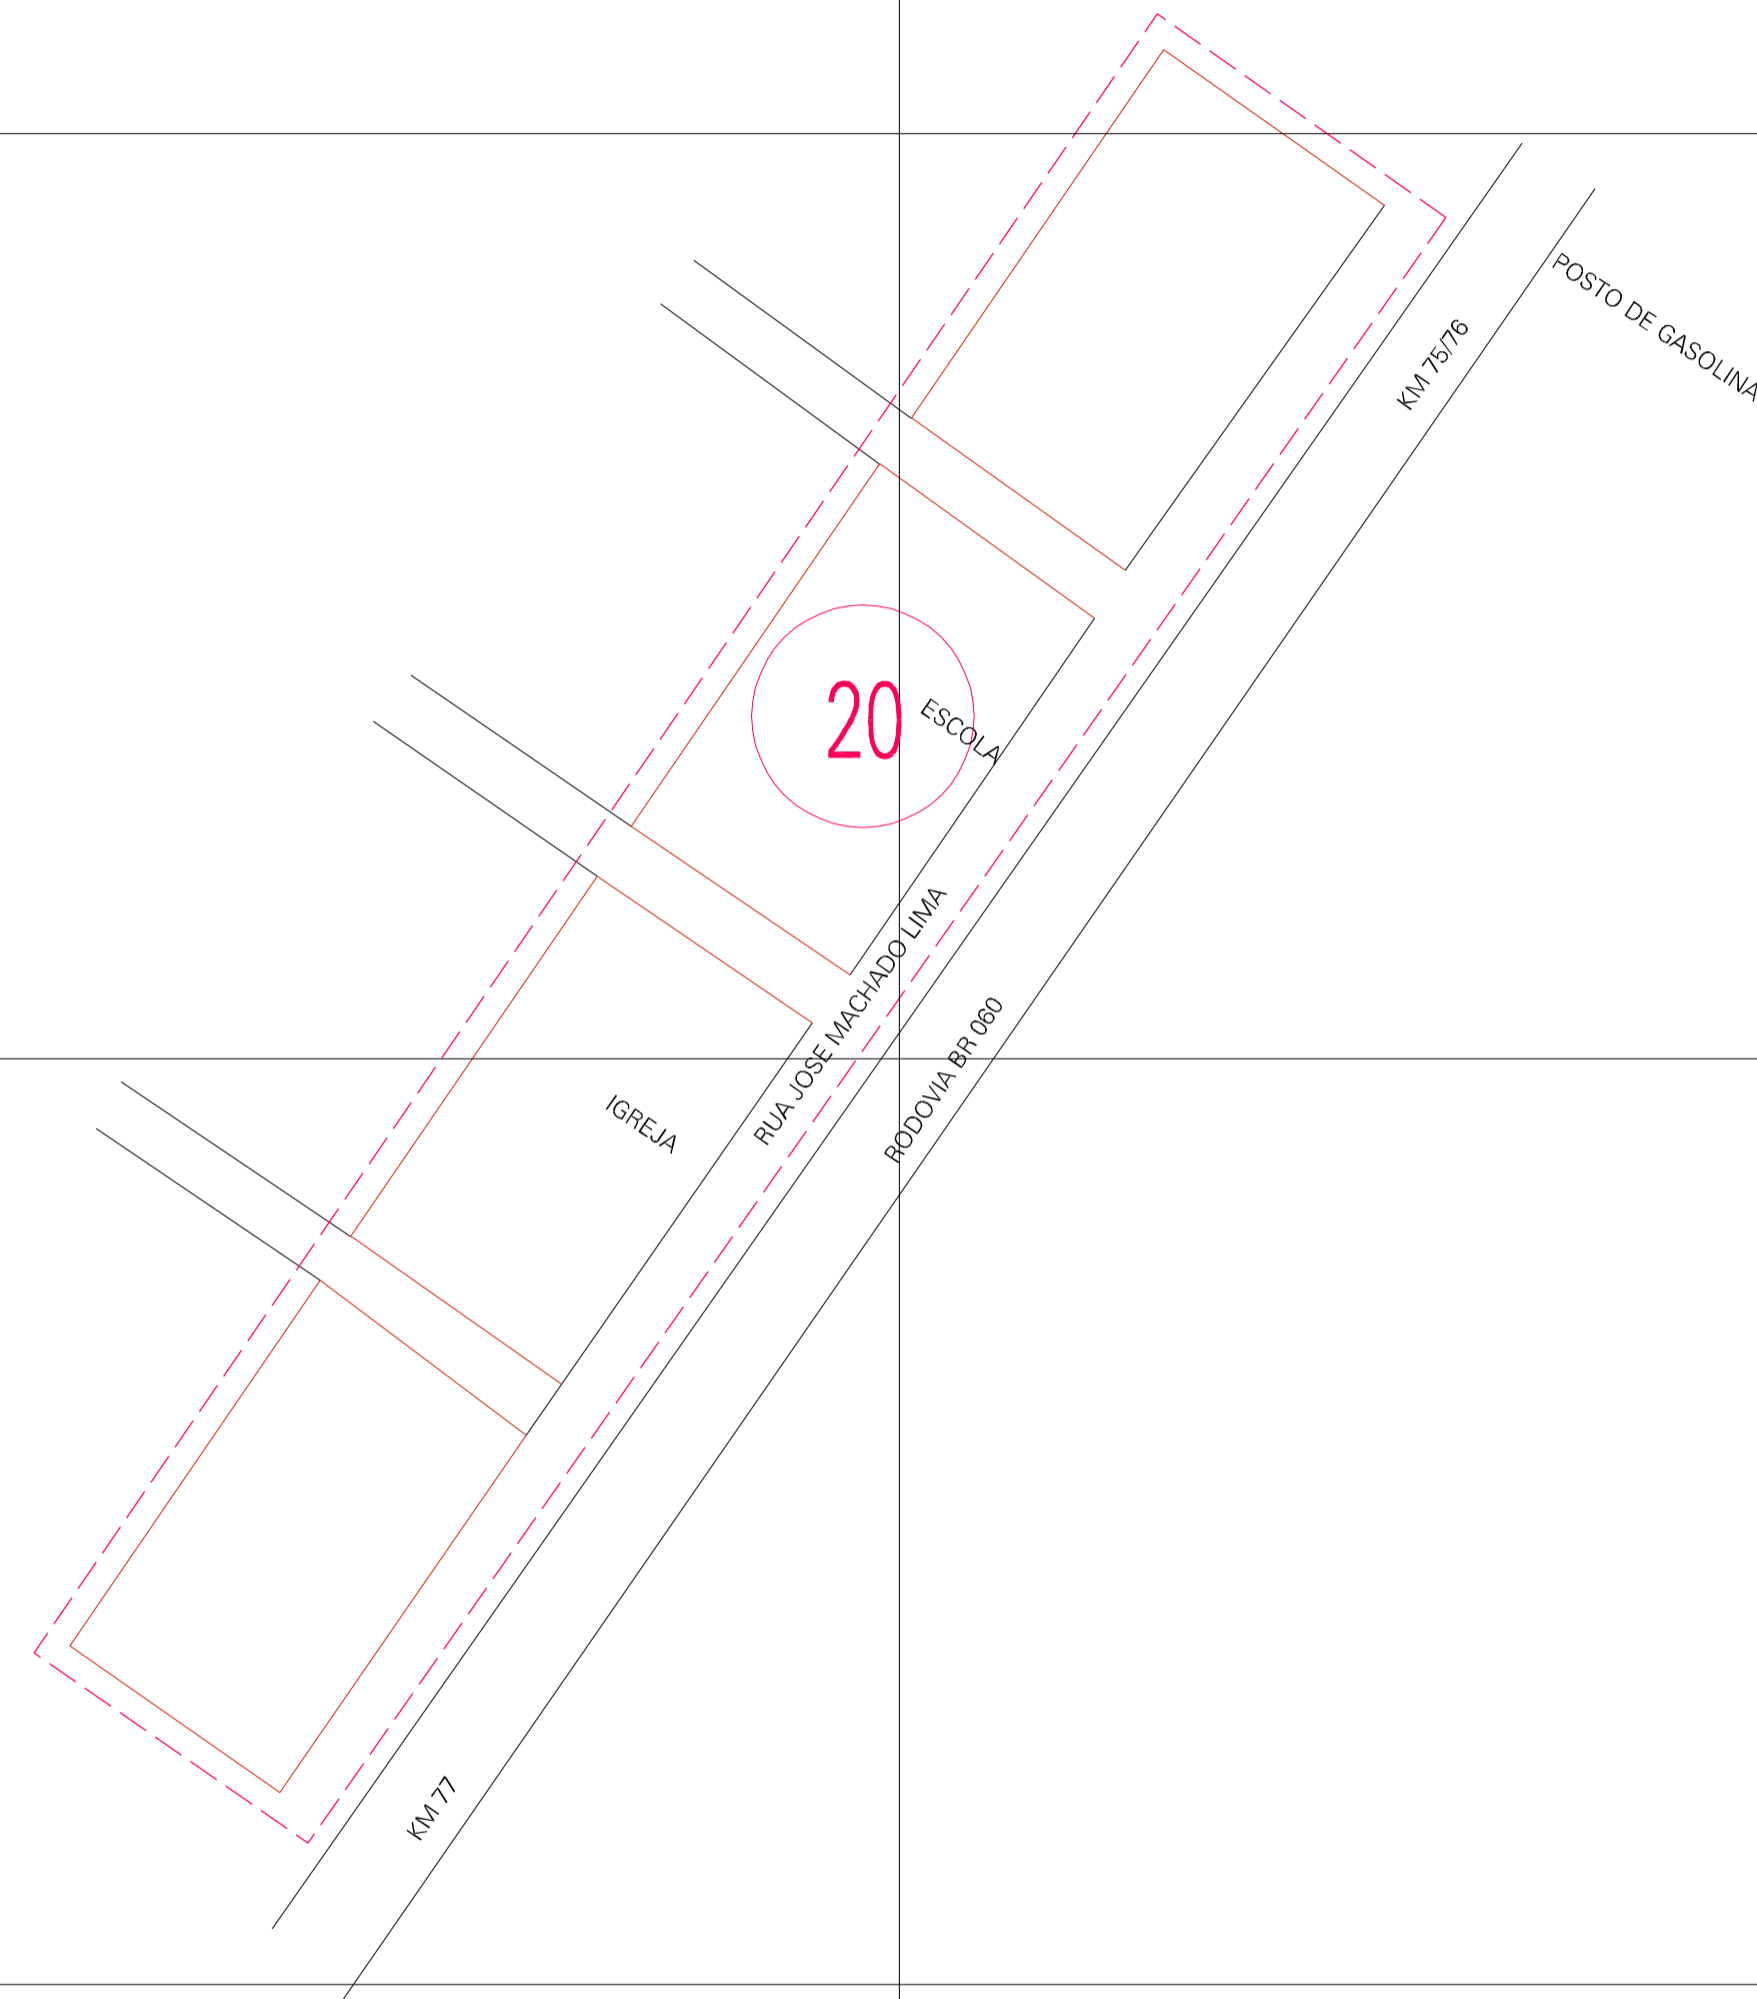 POSTO DE GASOLINA
KM 75/76
20
ESCOLA
RUA JOSE MACHADO LIMA
RODOVIA BR 060
IGREJA
KM 77